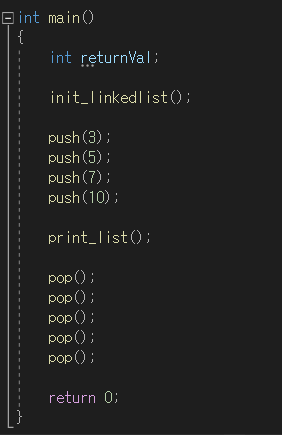 int main()
{
int returnVal;
init_linkedlist();
push(3);
push(5);
push(7);
push(10);
print_list();
pop();
pop();
pop();
pop();
pop();
return 0;
}